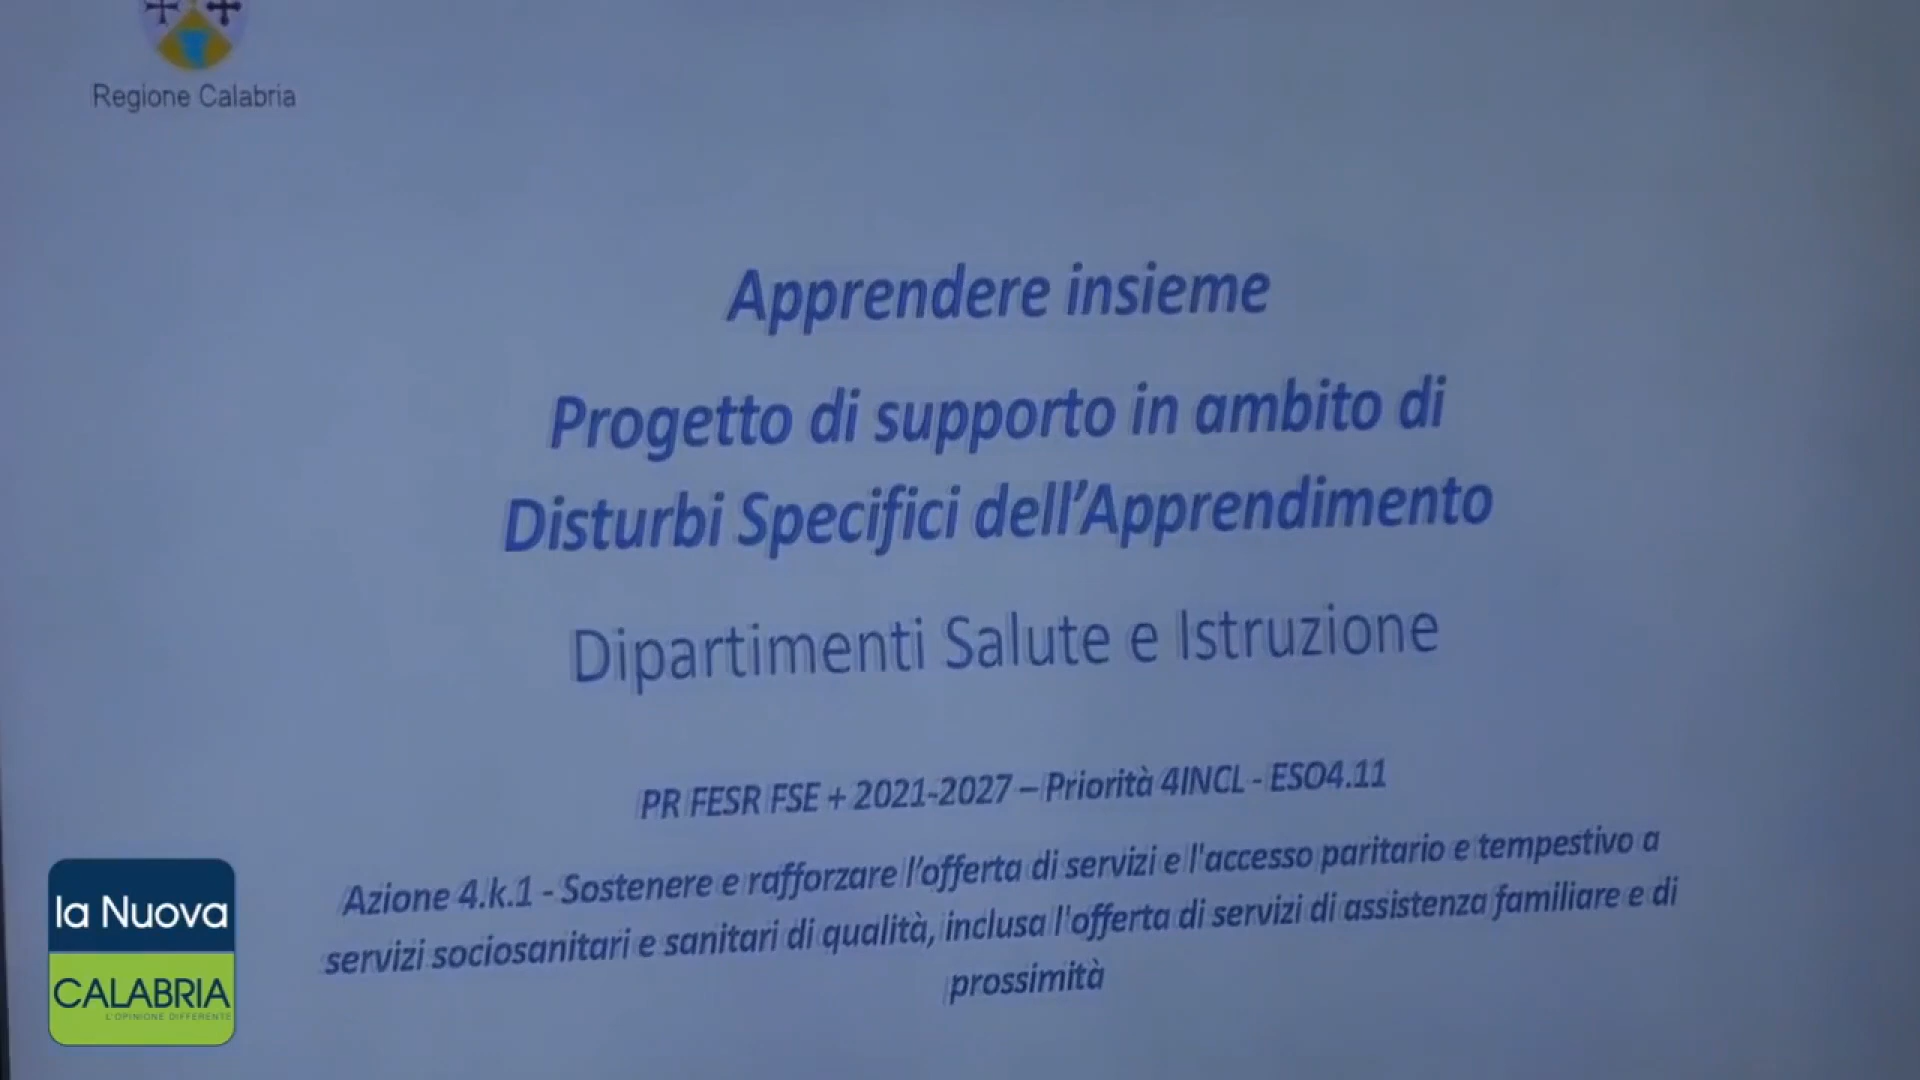 Regione Calabria
Apprendere insieme
Progetto di supporto in ambito di
Disturbi Specifici dell'Apprendimento
Dipartimenti Salute e Istruzione
PR FESR FSE + 2021-2027 – Priorità 4INCL - ESO4.11
Azione 4.k.1 - Sostenere e rafforzare l'offerta di servizi e l'accesso paritario e tempestivo a
servizi sociosanitari e sanitari di qualità, inclusa l'offerta di servizi di assistenza familiare e di
prossimità
la Nuova
CALABRIA
L'OPINIONE DIFFERENTE